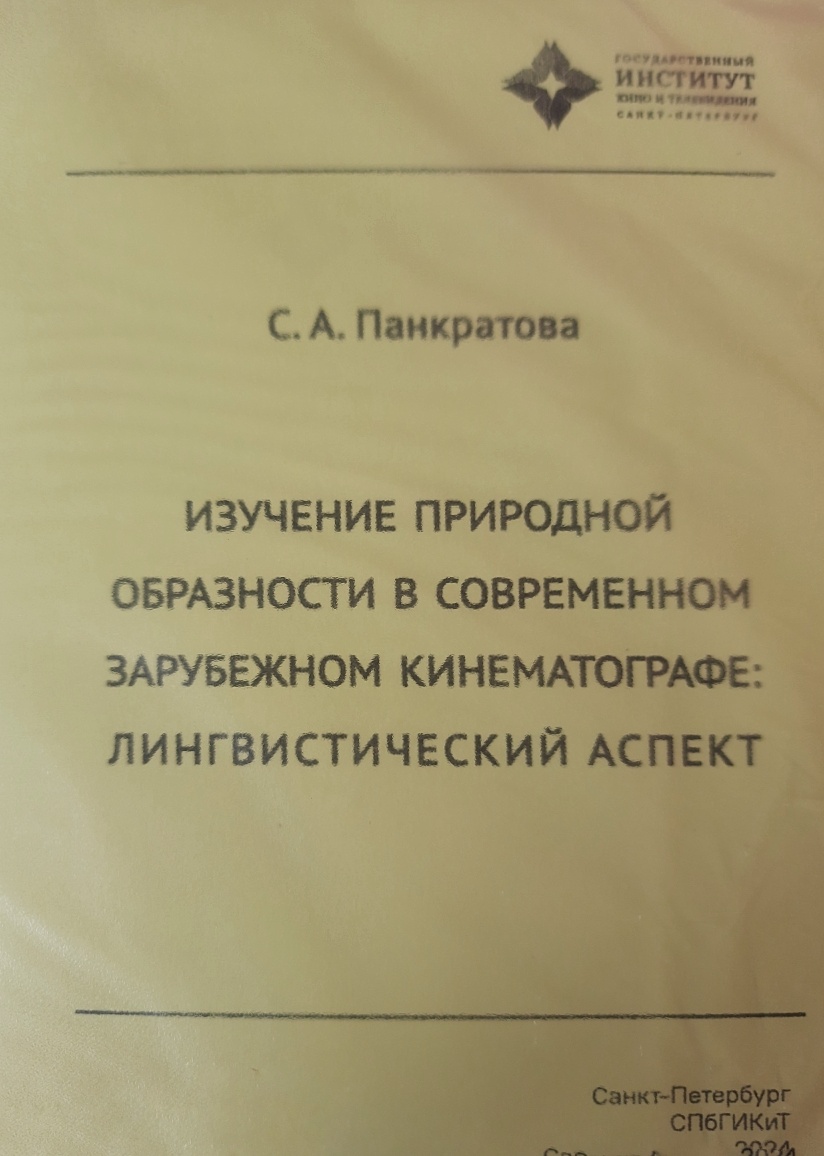 ГОСУДАРСТВЕННЫЙ
ИНСТИТУТ
КИНО И ТЕЛЕВИДЕНИЯ
САНКТ-ПЕТЕРБУРГ
С. А. Панкратова
ИЗУЧЕНИЕ ПРИРОДНОЙ
ОБРАЗНОСТИ В СОВРЕМЕННОМ
ЗАРУБЕЖНОМ КИНЕМАТОГРАФЕ:
ЛИНГВИСТИЧЕСКИЙ АСПЕКТ
Санкт-Петербург
СПбГИКиТ